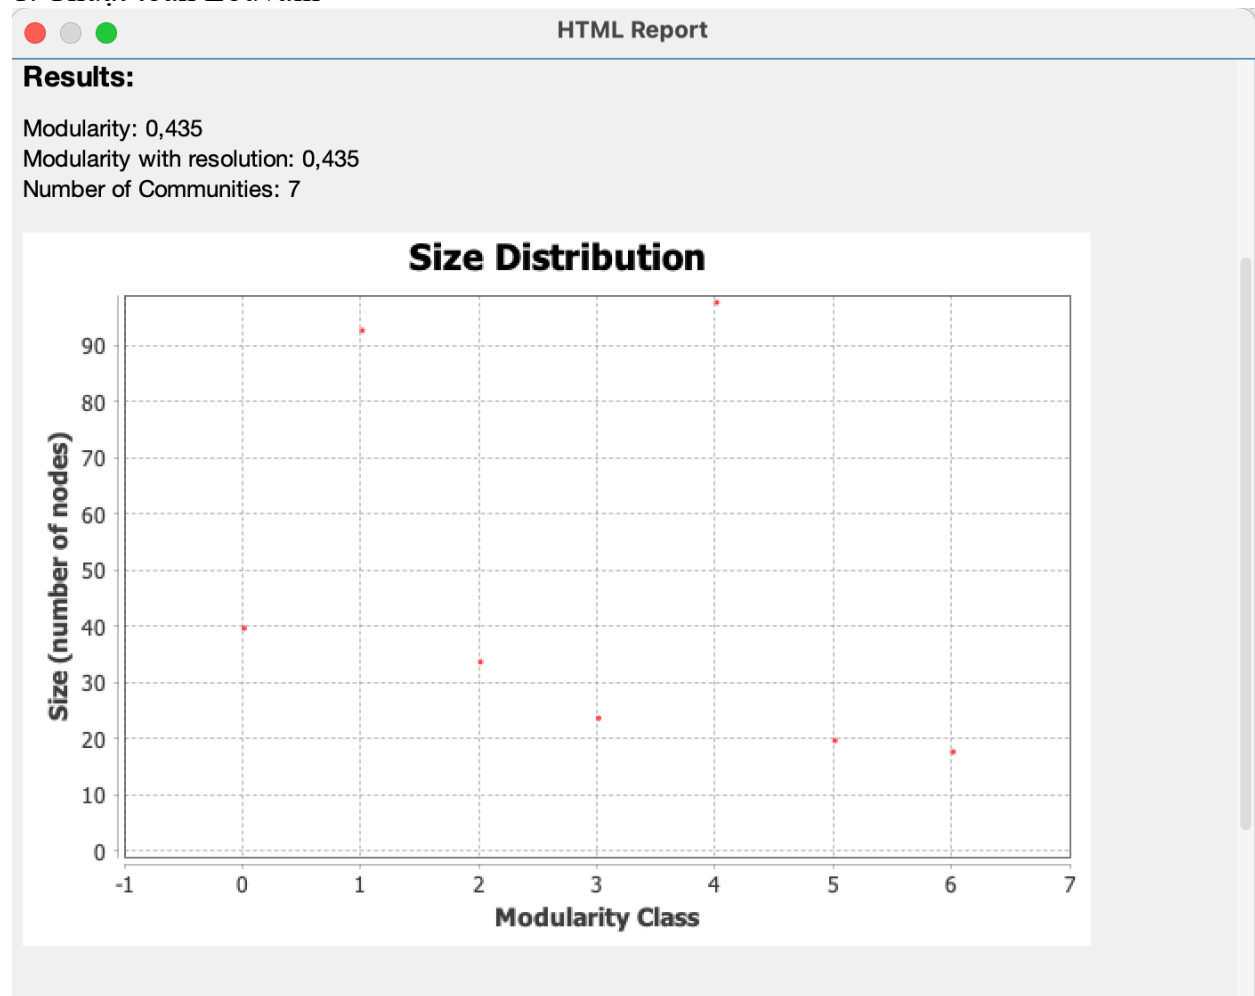 HTML Report
Results:
Modularity: 0,435
Modularity with resolution: 0,435
Number of Communities: 7
Size Distribution
Size (number of nodes)
90
80
70
60
50
40
30
20
10
0
-1 0 1 2 3 4 5 6 7
Modularity Class